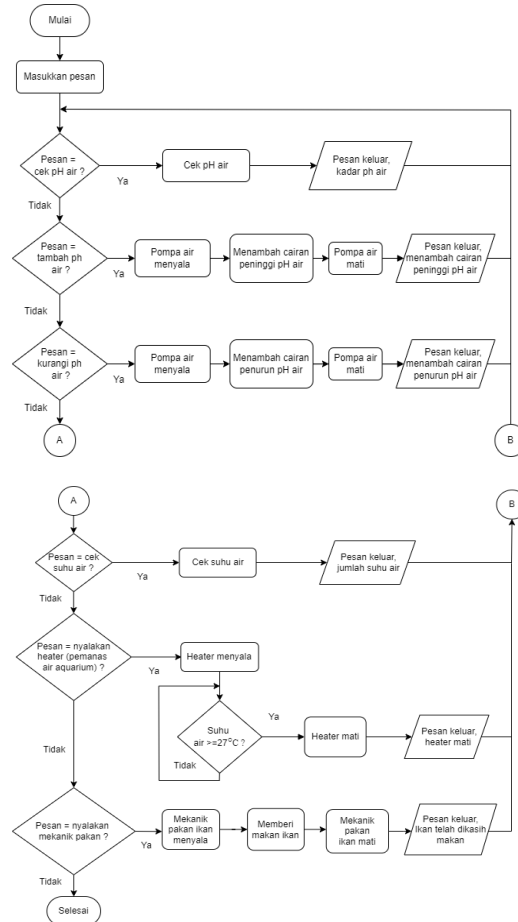 Mulai
Masukkan pesan
Pesan =
cek pH air ?
Ya
Cek pH air
Pesan keluar,
kadar ph air
Tidak
Pesan =
tambah ph
air ?
Ya
Pompa air
menyala
Menambah cairan
peninggi pH air
Pompa air
mati
Pesan keluar,
menambah cairan
peninggi pH air
Tidak
Pesan =
kurangi ph
air ?
Ya
Pompa air
menyala
Menambah cairan
penurun pH air
Pompa air
mati
Pesan keluar,
menambah cairan
penurun pH air
Tidak
A
B
A
B
Pesan = cek
suhu air ?
Ya
Cek suhu air
Pesan keluar,
jumlah suhu air
Tidak
Pesan = nyalakan
heater (pemanas
air aquarium) ?
Ya
Heater menyala
Suhu
air >=27°C ?
Ya
Heater mati
Pesan keluar,
heater mati
Tidak
Tidak
Pesan = nyalakan
mekanik pakan ?
Ya
Mekanik
pakan ikan
menyala
Memberi
makan ikan
Mekanik
pakan
ikan mati
Pesan keluar,
Ikan telah dikasih
makan
Tidak
Selesai